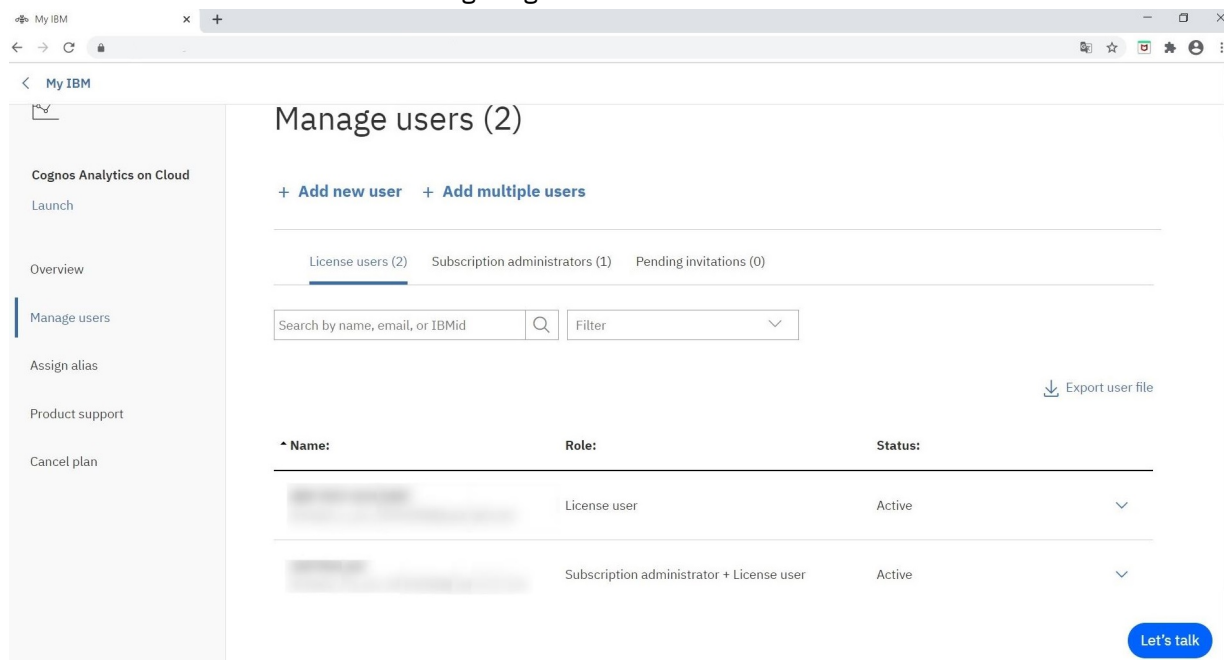 My IBM
My IBM
Manage users (2)
Cognos Analytics on Cloud
Launch
+ Add new user + Add multiple users
Overview
License users (2) Subscription administrators (1) Pending invitations (0)
Manage users
Search by name, email, or IBMid Filter
Assign alias
Export user file
Product support
Name: Role: Status:
Cancel plan
License user Active
Subscription administrator + License user Active
Let's talk